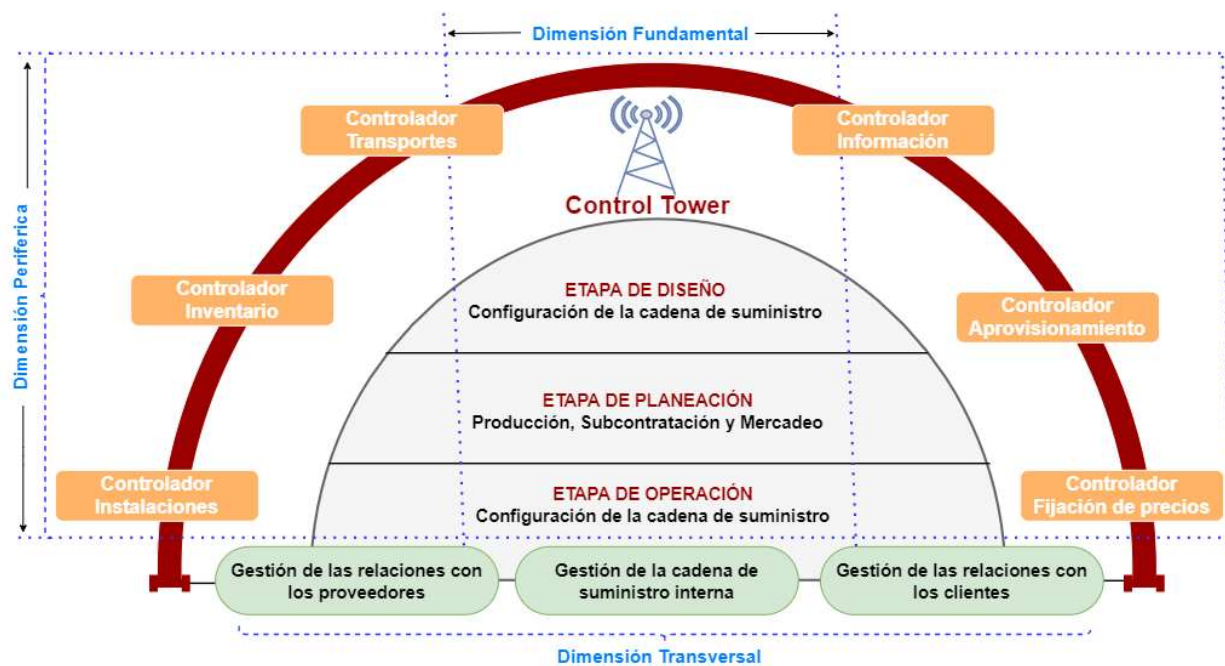 Dimensión Fundamental
Controlador
Transportes
Controlador
Información
Control Tower
Dimensión Periferica
ETAPA DE DISEÑO
Configuración de la cadena de suministro
Controlador
Inventario
Controlador
Aprovisionamiento
ETAPA DE PLANEACIÓN
Producción, Subcontratación y Mercadeo
Controlador
Instalaciones
ETAPA DE OPERACIÓN
Configuración de la cadena de suministro
Controlador
Fijación de precios
Gestión de las relaciones con
los proveedores
Gestión de la cadena de
suministro interna
Gestión de las relaciones con
los clientes
Dimensión Transversal